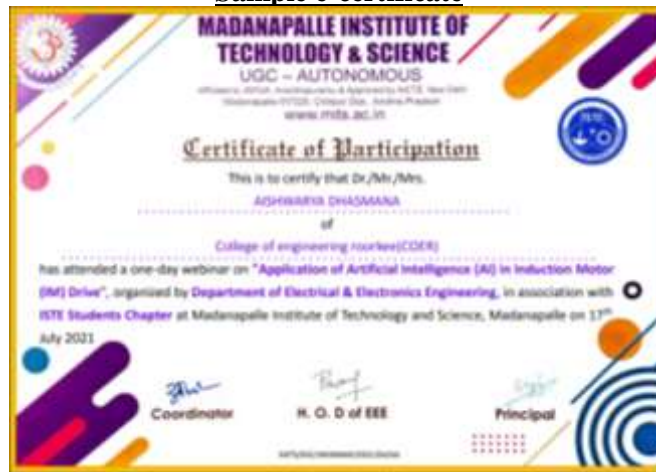 Sample e-certificate
MADANAPALLE INSTITUTE OF
TECHNOLOGY & SCIENCE
UGC – AUTONOMOUS
www.mits.ac.in
Certificate of Participation
This is to certify that Dr./Mr./Mrs.
AISHWARYA DHASMANA
of
College of engineering roorkee(COER)
has attended a one-day webinar on "Application of Artificial Intelligence (AI) in Induction Motor
(IM) Drive", organized by Department of Electrical & Electronics Engineering, in association with
ISTE Students Chapter at Madanapalle Institute of Technology and Science, Madanapalle on 17th
July 2021
Coordinator
H. O. D of EEE
Principal